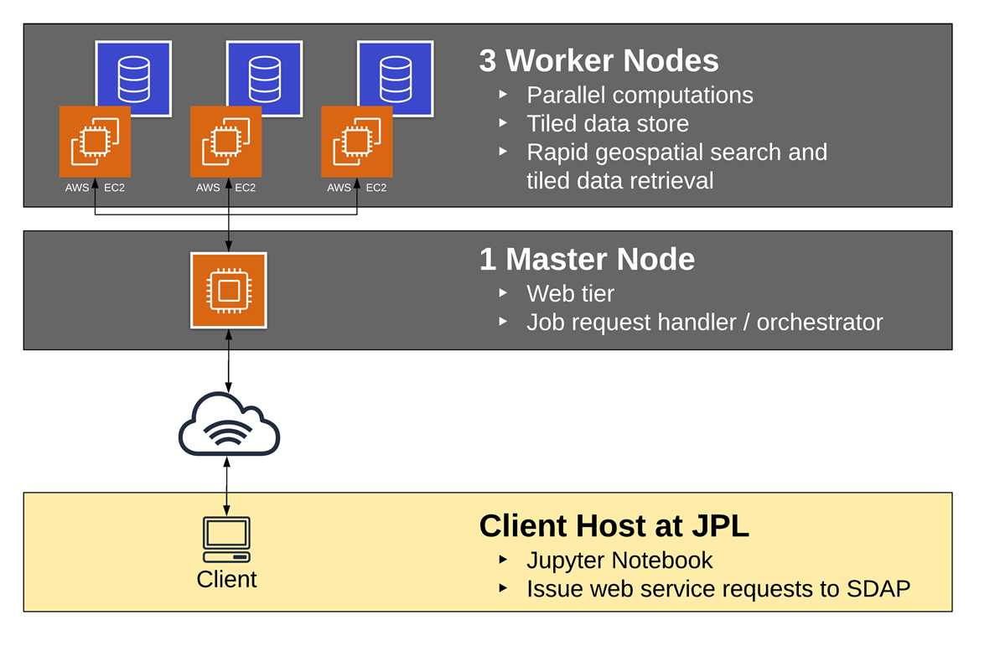 3 Worker Nodes
‣ Parallel computations
‣ Tiled data store
‣ Rapid geospatial search and
tiled data retrieval
AWS EC2
AWS EC2
AWS EC2
1 Master Node
‣ Web tier
‣ Job request handler / orchestrator
Client Host at JPL
‣ Jupyter Notebook
‣ Issue web service requests to SDAP
Client